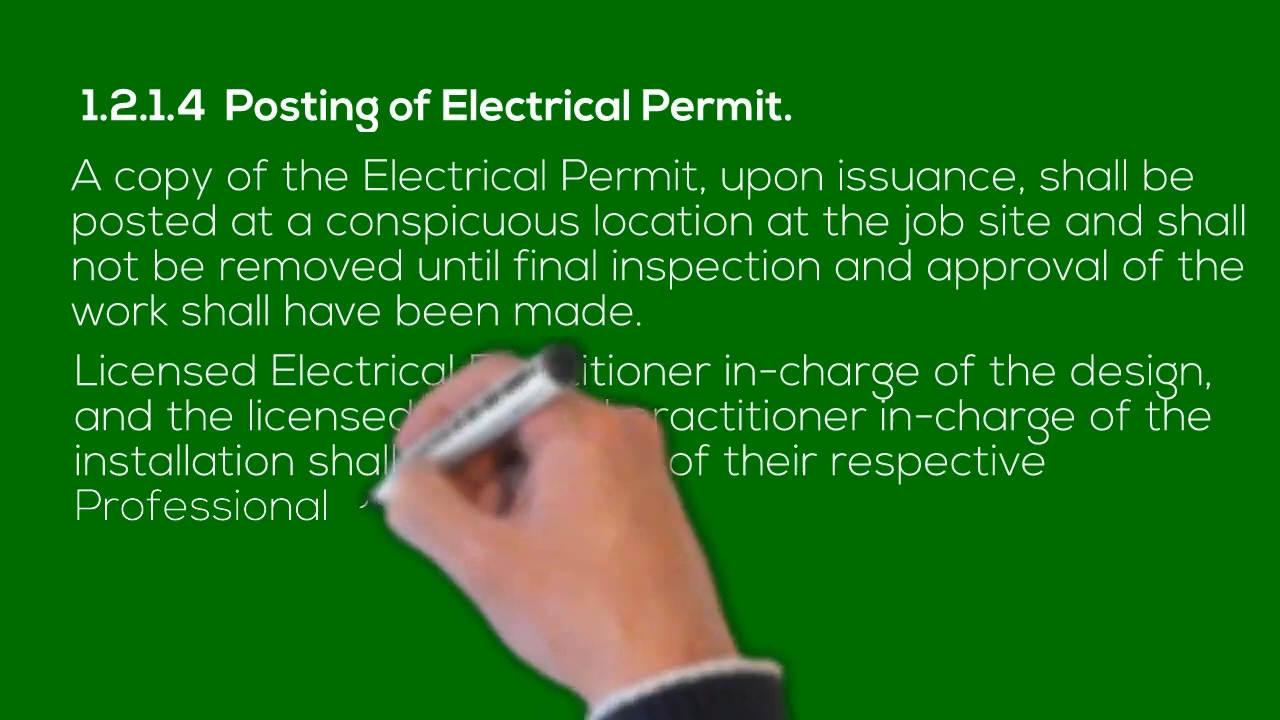 1.2.1.4 Posting of Electrical Permit.
A copy of the Electrical Permit, upon issuance, shall be
posted at a conspicuous location at the job site and shall
not be removed until final inspection and approval of the
work shall have been made.
Licensed Electrical in-charge of the design,
and the licensed in-charge of the
installation shall of their respective
Professional